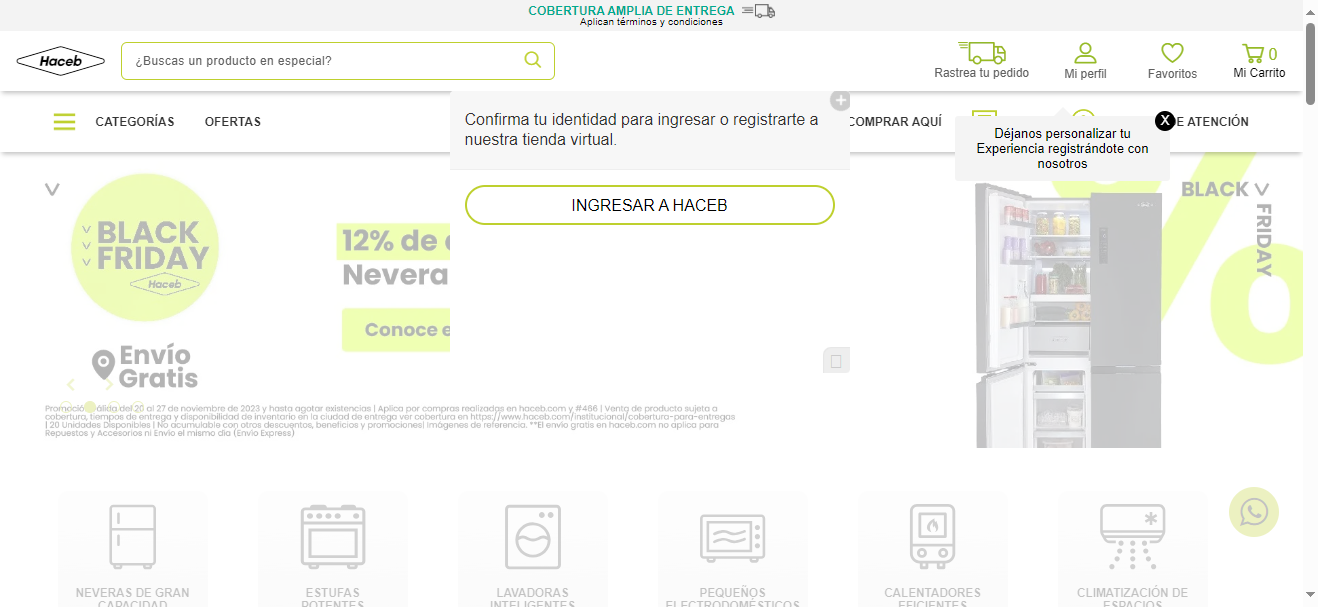 COBERTURA AMPLIA DE ENTREGA
Aplican términos y condiciones
Haceb
¿Buscas un producto en especial?
Rastrea tu pedido
Mi perfil
Favoritos
0
Mi Carrito
CATEGORÍAS
OFERTAS
COMPRAR AQUÍ
E ATENCIÓN
Confirma tu identidad para ingresar o registrarte a
nuestra tienda virtual.
INGRESAR A HACEB
X
Déjanos personalizar tu
Experiencia registrándote con
nosotros
BLACK
FRIDAY
Haceb
Envío
Gratis
12% de
Nevera
Conoce e
BLACK
FRIDAY
%
Promoción válida del 20 al 27 de noviembre de 2023 y hasta agotar existencias | Aplica por compras realizadas en haceb.com y #466 | Venta de producto sujeta a
cobertura, tiempos de entrega y disponibilidad de inventario en la ciudad de entrega ver cobertura en https://www.haceb.com/institucional/cobertura-para-entregas
| 20 Unidades Disponibles | No acumulable con otros descuentos, beneficios y promociones| Imágenes de referencia. **El envío gratis en haceb.com no aplica para
Repuestos y Accesorios ni Envío el mismo día (Envío Express)
NEVERAS DE GRAN
CAPACIDAD
ESTUFAS
POTENTES
LAVADORAS
INTELIGENTES
PEQUEÑOS
ELECTRODOMÉSTICOS
CALENTADORES
EFICIENTES
CLIMATIZACIÓN DE
ESPACIOS